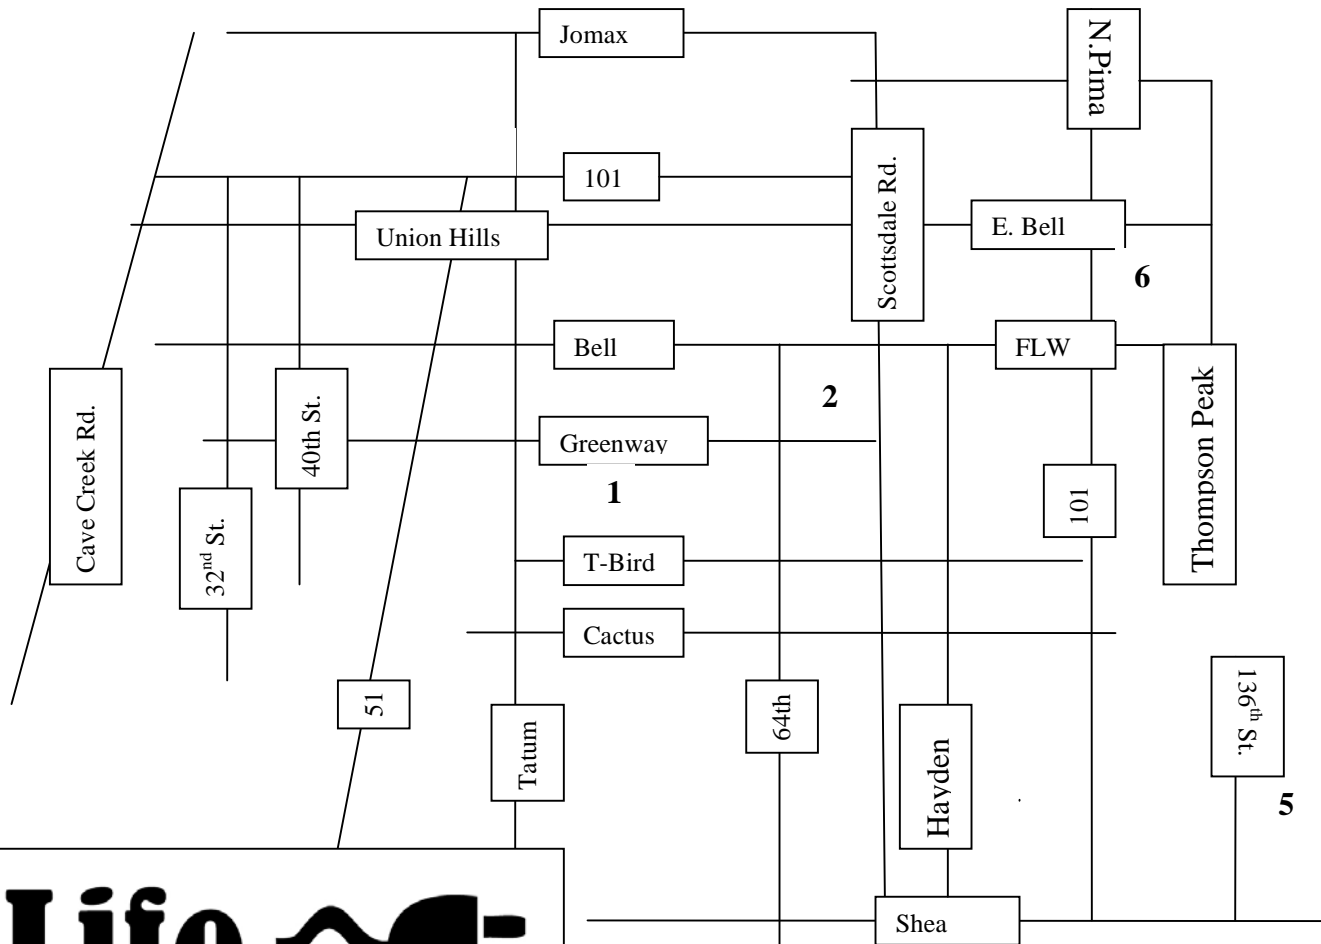 Jomax
N.Pima
101
Scottsdale Rd.
Union Hills
E. Bell
6
Bell
FLW
Cave Creek Rd.
40th St.
2
Thompson Peak
Greenway
32nd St.
1
101
T-Bird
Cactus
51
64th
136th St.
Tatum
Hayden
5
Life
Shea